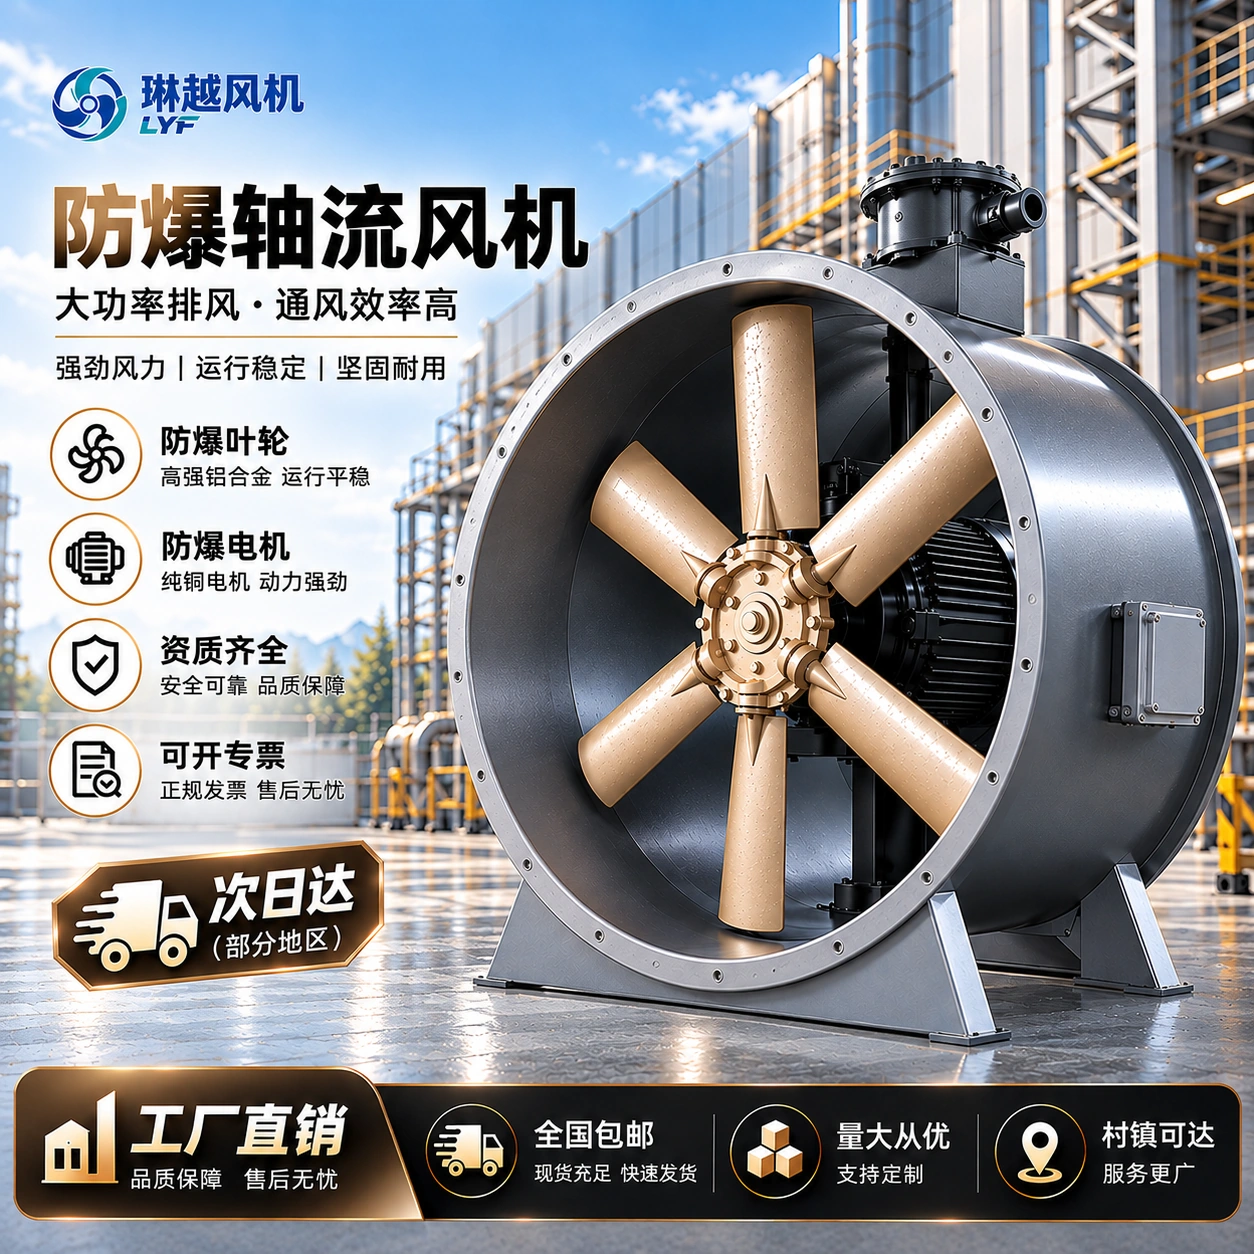 琳越风机
LYF
防爆轴流风机
大功率排风·通风效率高
强劲风力 | 运行稳定 | 坚固耐用
防爆叶轮
高强铝合金 运行平稳
防爆电机
纯铜电机 动力强劲
资质齐全
安全可靠 品质保障
可开专票
正规发票 售后无忧
次日达
（部分地区）
工厂直销
品质保障 售后无忧
全国包邮
现货充足 快速发货
量大从优
支持定制
村镇可达
服务更广